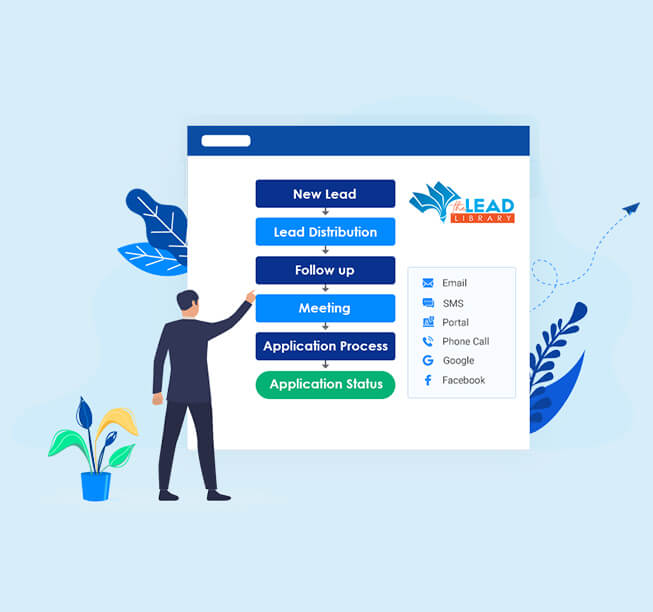 New Lead
Lead Distribution
Follow up
Meeting
Application Process
Application Status
the LEAD
LIBRARY
Email
SMS
Portal
Phone Call
Google
Facebook